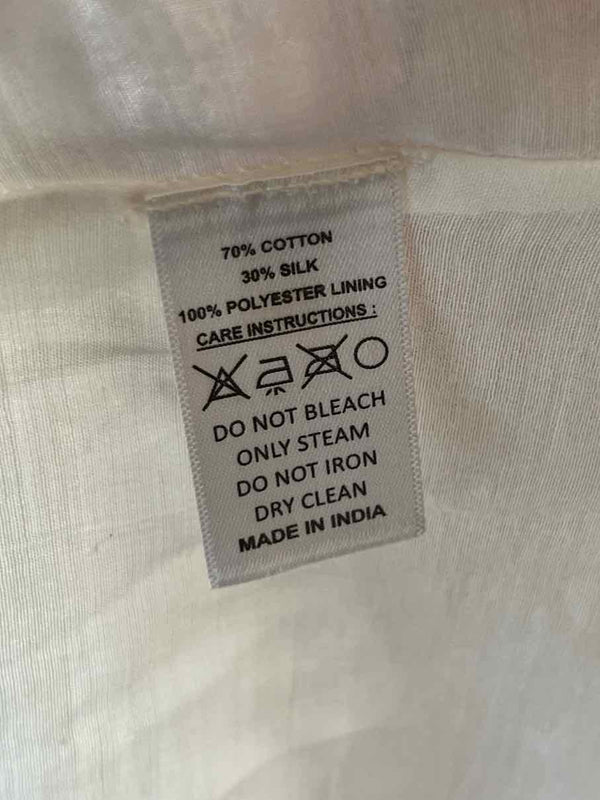 70% COTTON
30% SILK
100% POLYESTER LINING
CARE INSTRUCTIONS :
DO NOT BLEACH
ONLY STEAM
DO NOT IRON
DRY CLEAN
MADE IN INDIA